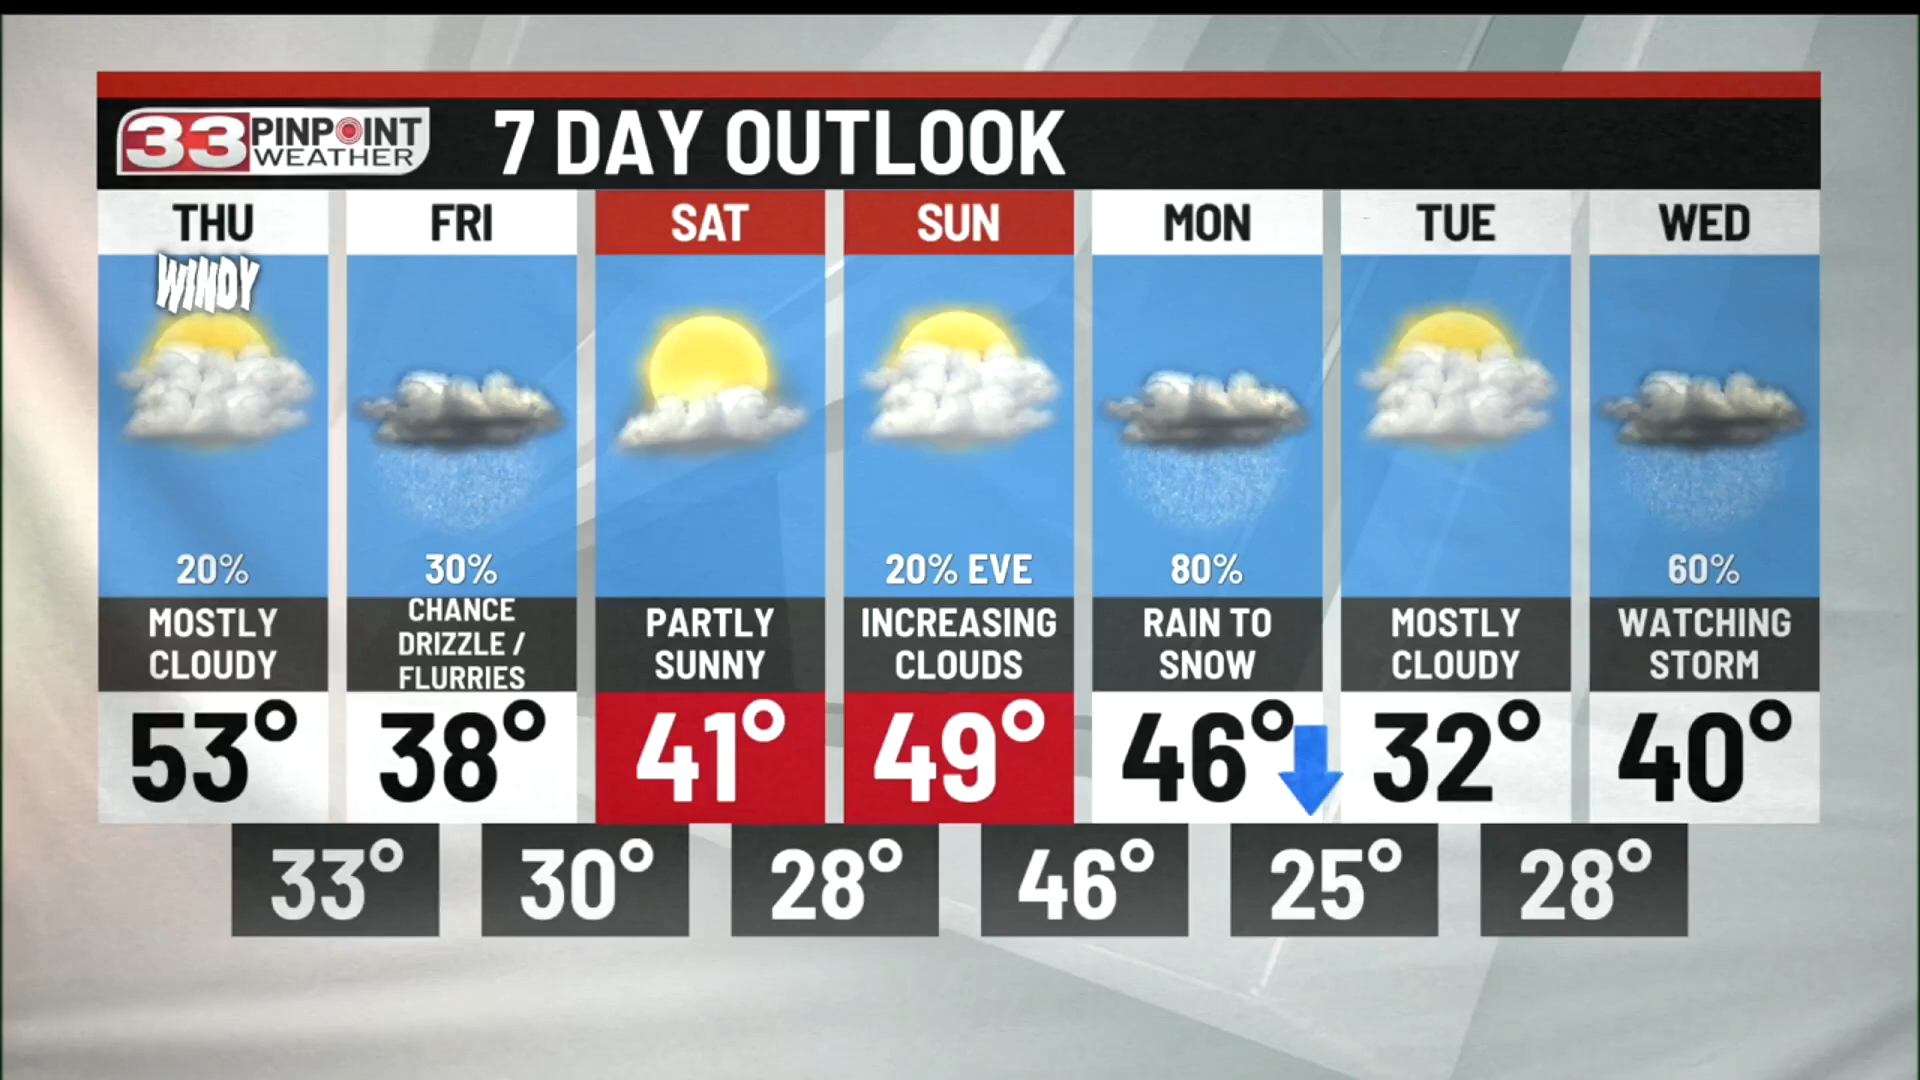 33 PINPOINT
WEATHER
7 DAY OUTLOOK
THU
FRI
SAT
SUN
MON
TUE
WED
WINDY
20%
30%
20% EVE
80%
60%
MOSTLY
CLOUDY
CHANCE
DRIZZLE /
FLURRIES
PARTLY
SUNNY
INCREASING
CLOUDS
RAIN TO
SNOW
MOSTLY
CLOUDY
WATCHING
STORM
53°
38°
41°
49°
46°
32°
40°
33°
30°
28°
46°
25°
28°